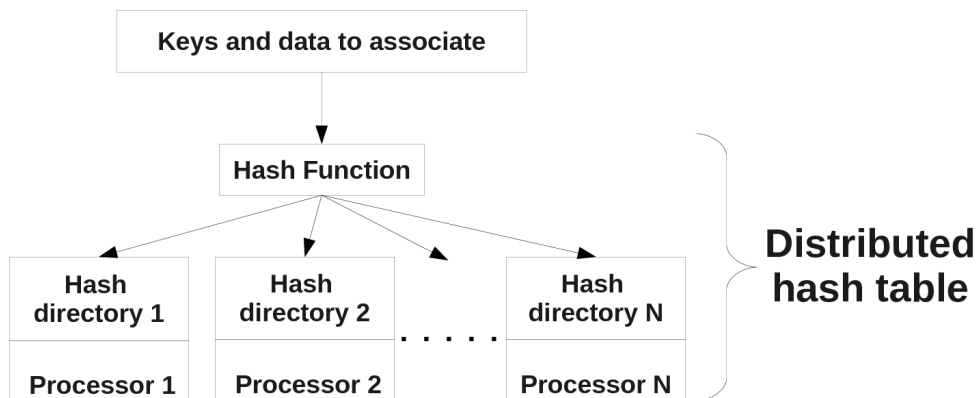 Keys and data to associate
Hash Function
Hash
directory 1
Hash
directory 2
. . . . .
Hash
directory N
Processor 1
Processor 2
Processor N
Distributed
hash table